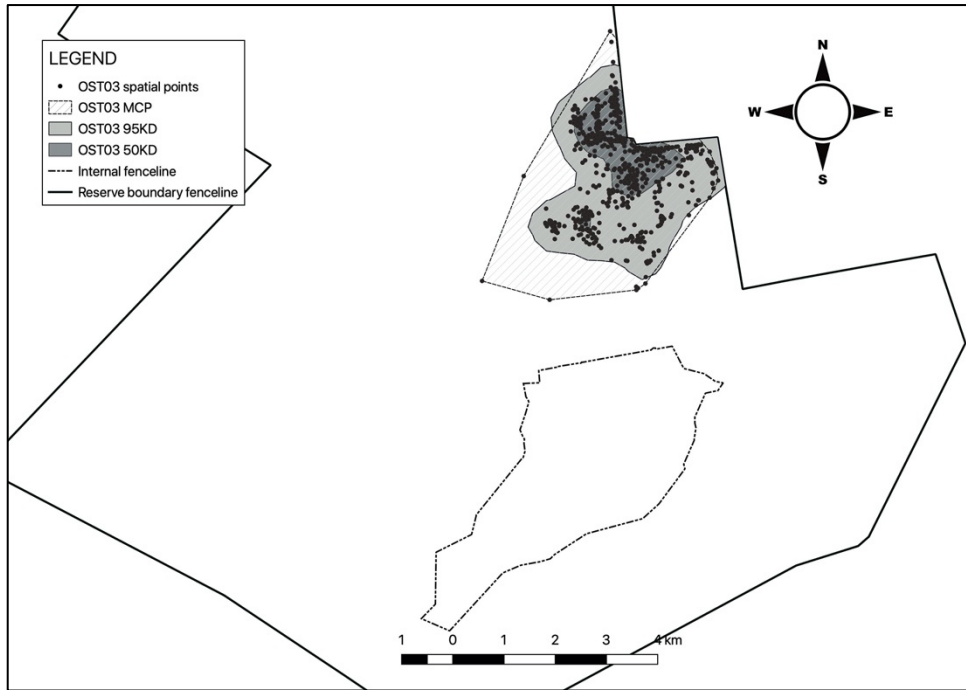 LEGEND
OST03 spatial points
OST03 MCP
OST03 95KD
OST03 50KD
Internal fenceline
Reserve boundary fenceline
N
W E
S
1 0 1 2 3 4 km